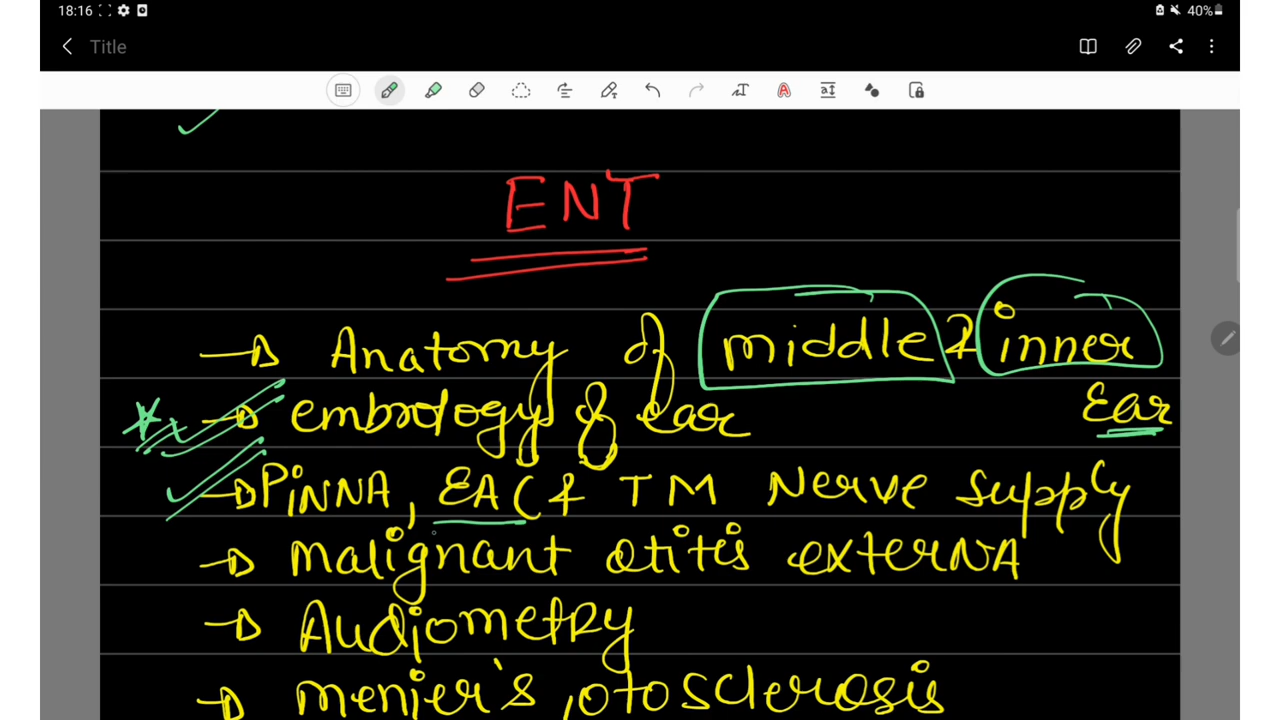 18:16 40%
Title
ENT
→ Anatomy of middle & inner
Ear
→ embrology of ear
→ PiNNA, EAC & TM Nerve Supply
→ malignant otitis externA
→ Audiometry
→ menier's, otosclerosis